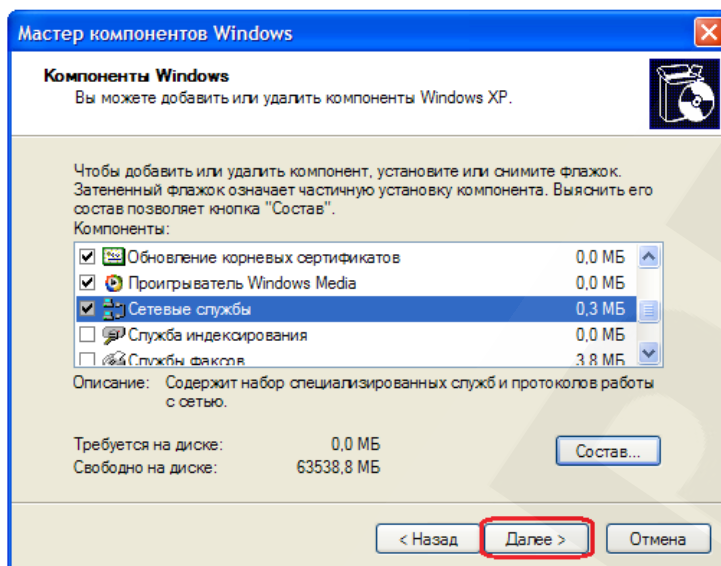 Мастер компонентов Windows
Компоненты Windows
Вы можете добавить или удалить компоненты Windows XP.
Чтобы добавить или удалить компонент, установите или снимите флажок.
Затененный флажок означает частичную установку компонента. Выяснить его
состав позволяет кнопка "Состав".
Компоненты:
Обновление корневых сертификатов 0,0 МБ
Проигрыватель Windows Media 0,0 МБ
Сетевые службы 0,3 МБ
Служба индексирования 0,0 МБ
Службы факсов 3,8 МБ
Описание: Содержит набор специализированных служб и протоколов работы
с сетью.
Требуется на диске: 0,0 МБ
Свободно на диске: 63538,8 МБ
Состав...
< Назад Далее > Отмена